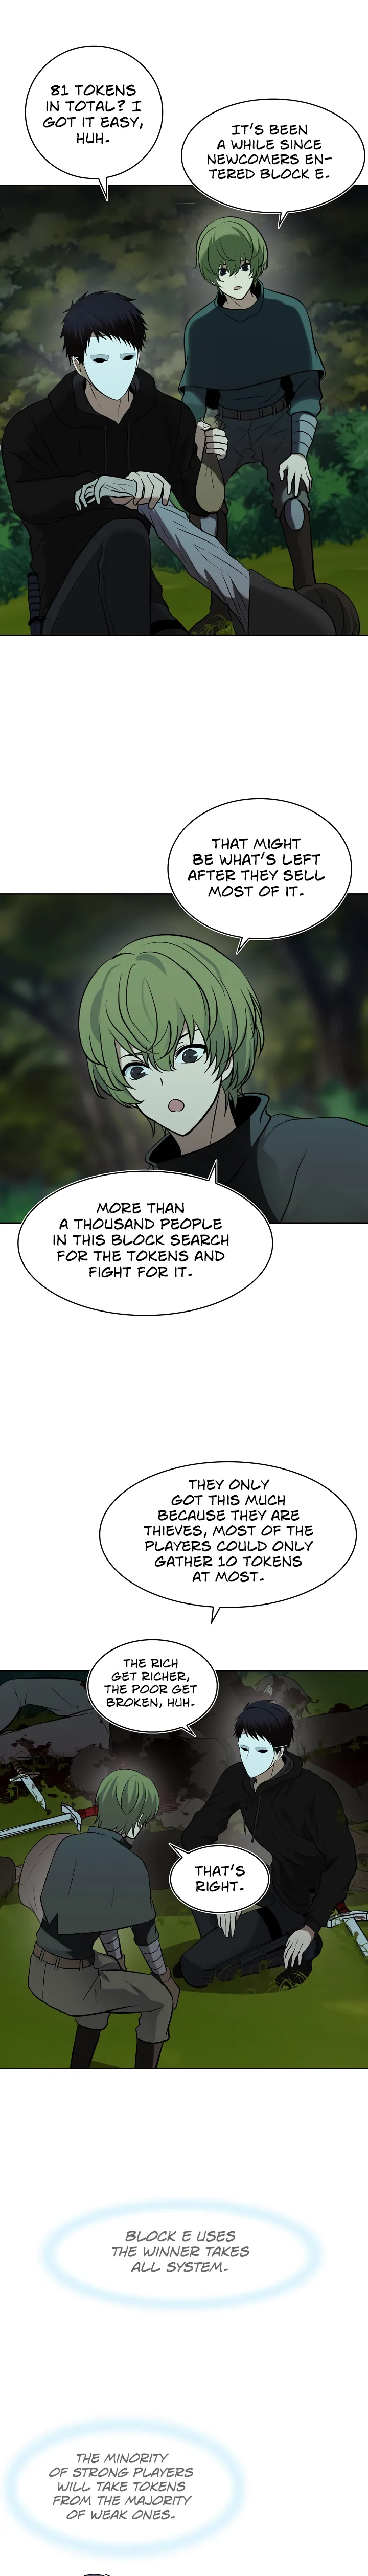 81 TOKENS
IN TOTAL? I
GOT IT EASY,
HUH.
IT'S BEEN
A WHILE SINCE
NEWCOMERS EN-
TERED BLOCK E.
THAT MIGHT
BE WHAT'S LEFT
AFTER THEY SELL
MOST OF IT.
MORE THAN
A THOUSAND PEOPLE
IN THIS BLOCK SEARCH
FOR THE TOKENS AND
FIGHT FOR IT.
THEY ONLY
GOT THIS MUCH
BECAUSE THEY ARE
THIEVES, MOST OF THE
PLAYERS COULD ONLY
GATHER 10 TOKENS
AT MOST.
THE RICH
GET RICHER,
THE POOR GET
BROKEN, HUH.
THAT'S
RIGHT.
BLOCK E USES
THE WINNER TAKES
ALL SYSTEM.
THE MINORITY
OF STRONG PLAYERS
WILL TAKE TOKENS
FROM THE MAJORITY
OF WEAK ONES.